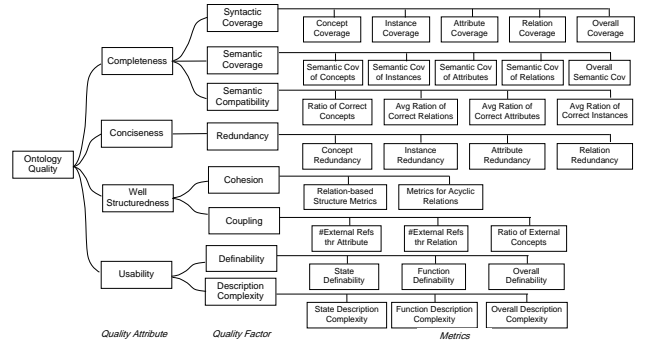 Syntactic
Coverage
Concept
Coverage
Instance
Coverage
Attribute
Coverage
Relation
Coverage
Overall
Coverage
Completeness
Semantic
Coverage
Semantic Cov
of Concepts
Semantic Cov
of Instances
Semantic Cov
of Attributes
Semantic Cov
of Relations
Overall
Semantic Cov
Semantic
Compatibility
Ratio of Correct
Concepts
Avg Ration of
Correct Relations
Avg Ration of
Correct Attributes
Avg Ration of
Correct Instances
Conciseness
Redundancy
Concept
Redundancy
Instance
Redundancy
Attribute
Redundancy
Relation
Redundancy
Ontology
Quality
Well
Structuredness
Cohesion
Relation-based
Structure Metrics
Metrics for Acyclic
Relations
Coupling
#External Refs
thr Attribute
#External Refs
thr Relation
Ratio of External
Concepts
Usability
Definability
State
Definability
Function
Definability
Overall
Definability
Description
Complexity
State Description
Complexity
Function Description
Complexity
Overall Description
Complexity
Quality Attribute
Quality Factor
Metrics